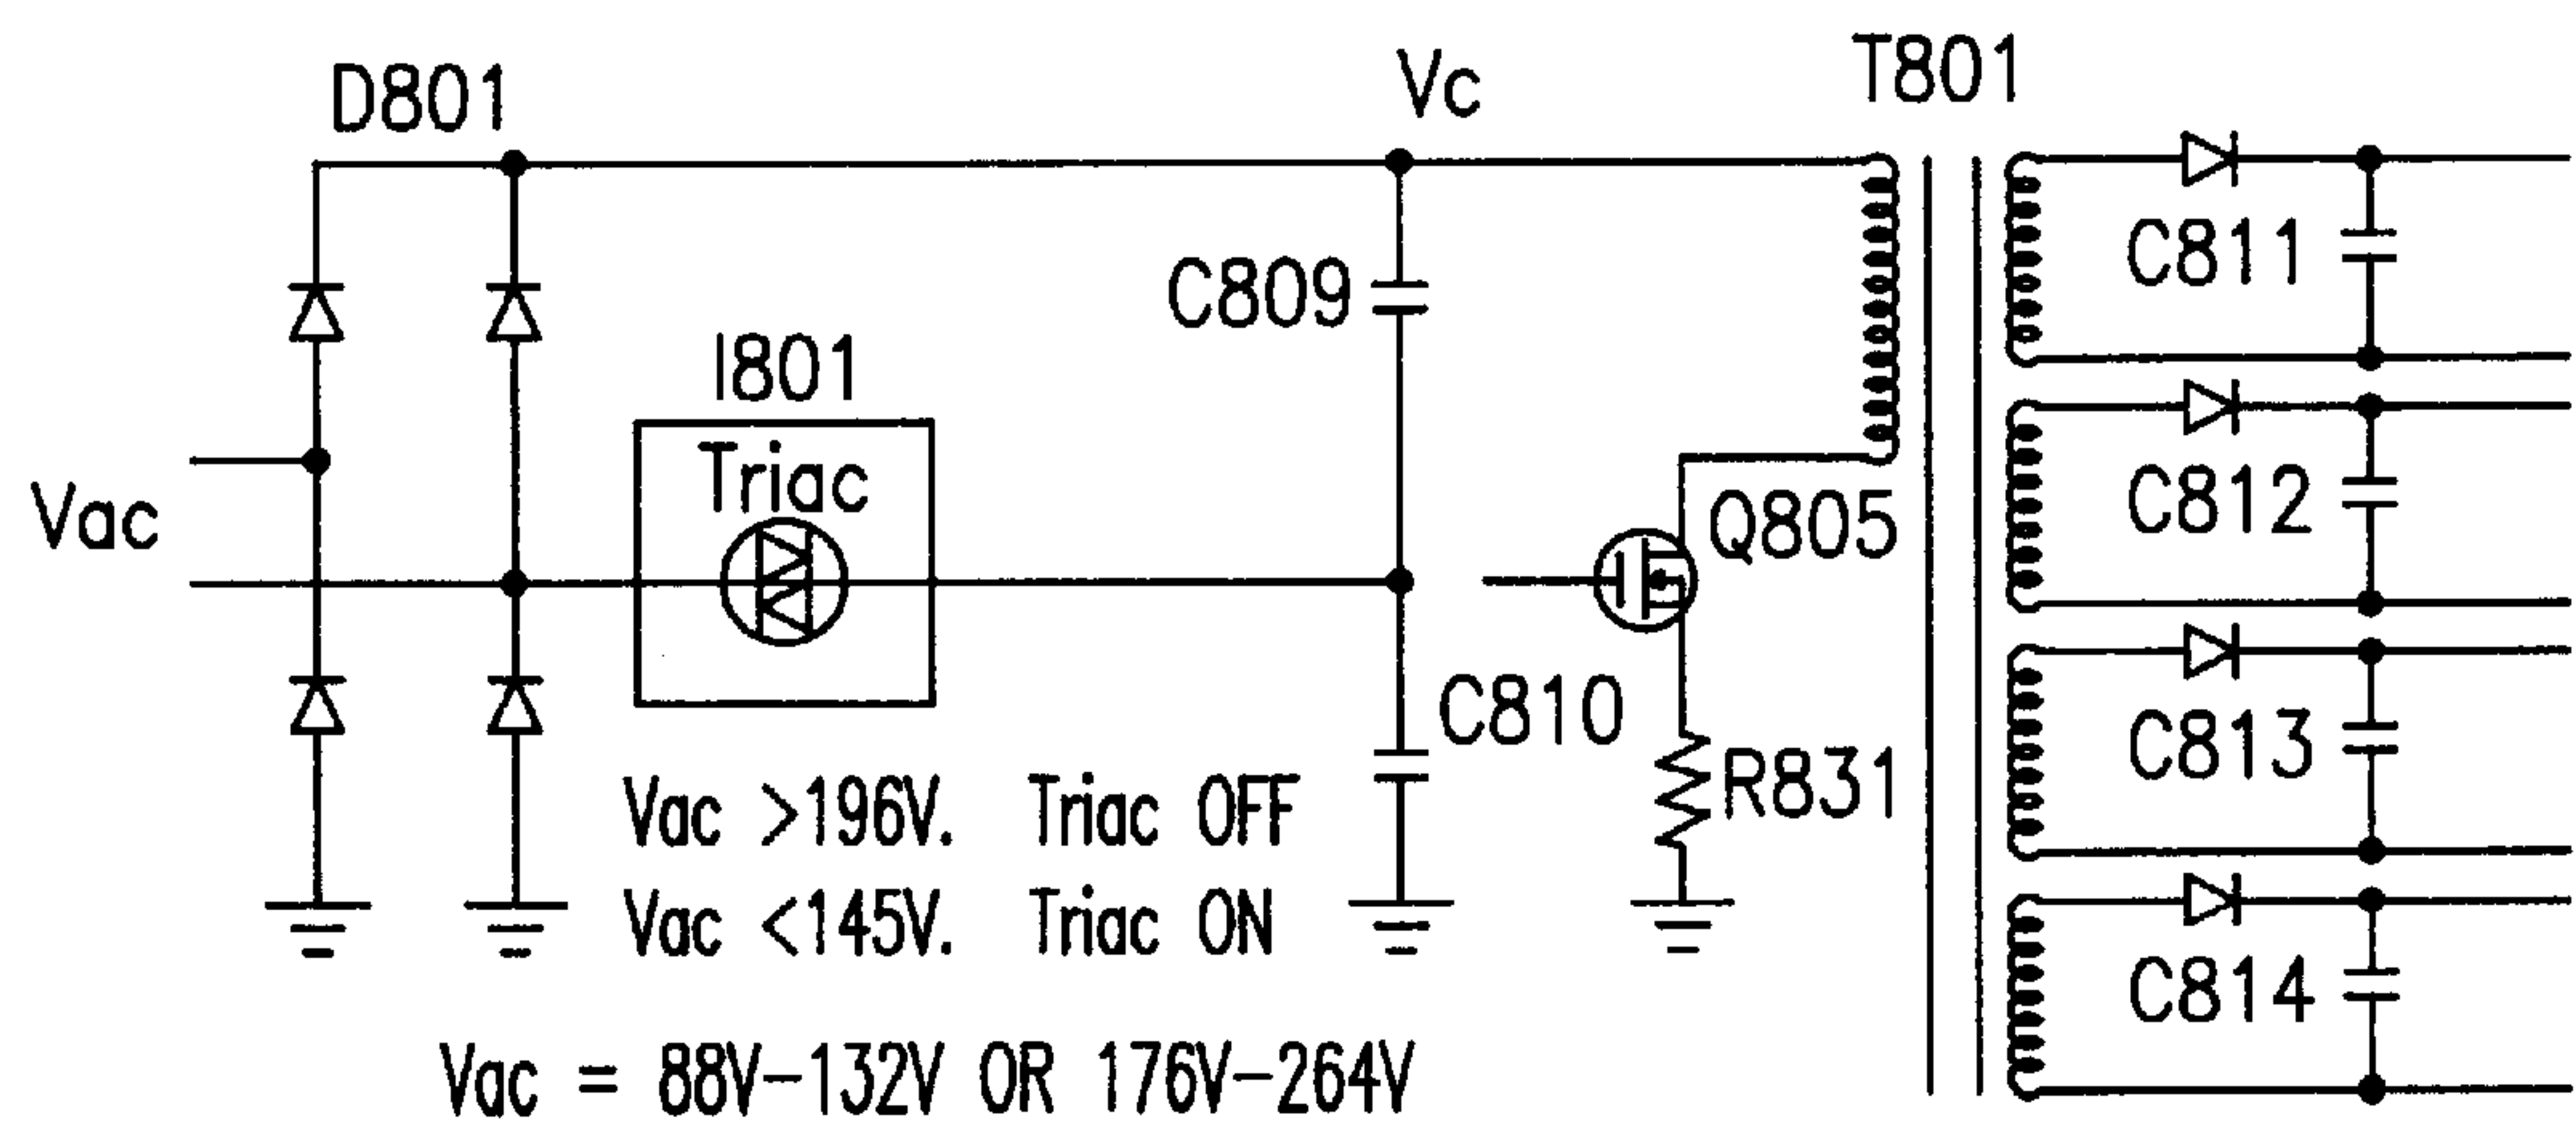 D801
Vc
T801
C811
C809
I801
Triac
Vac
Q805
C812
C810
R831
C813
Vac >196V. Triac OFF
Vac <145V. Triac ON
C814
Vac = 88V-132V OR 176V-264V